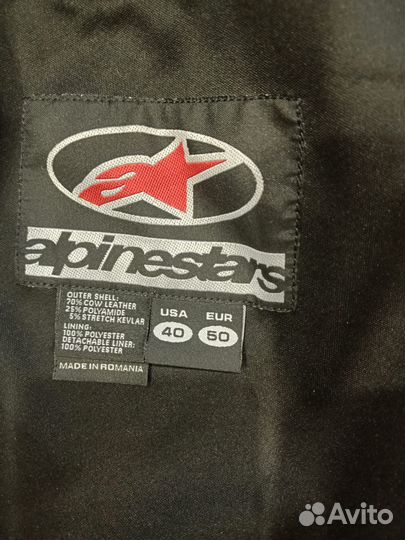 alpinestars
OUTER SHELL:
70% COW LEATHER
25% POLYAMIDE
5% STRETCH KEVLAR
LINING:
100% POLYESTER
DETACHABLE LINER:
100% POLYESTER
MADE IN ROMANIA
USA EUR
40 50
Avito